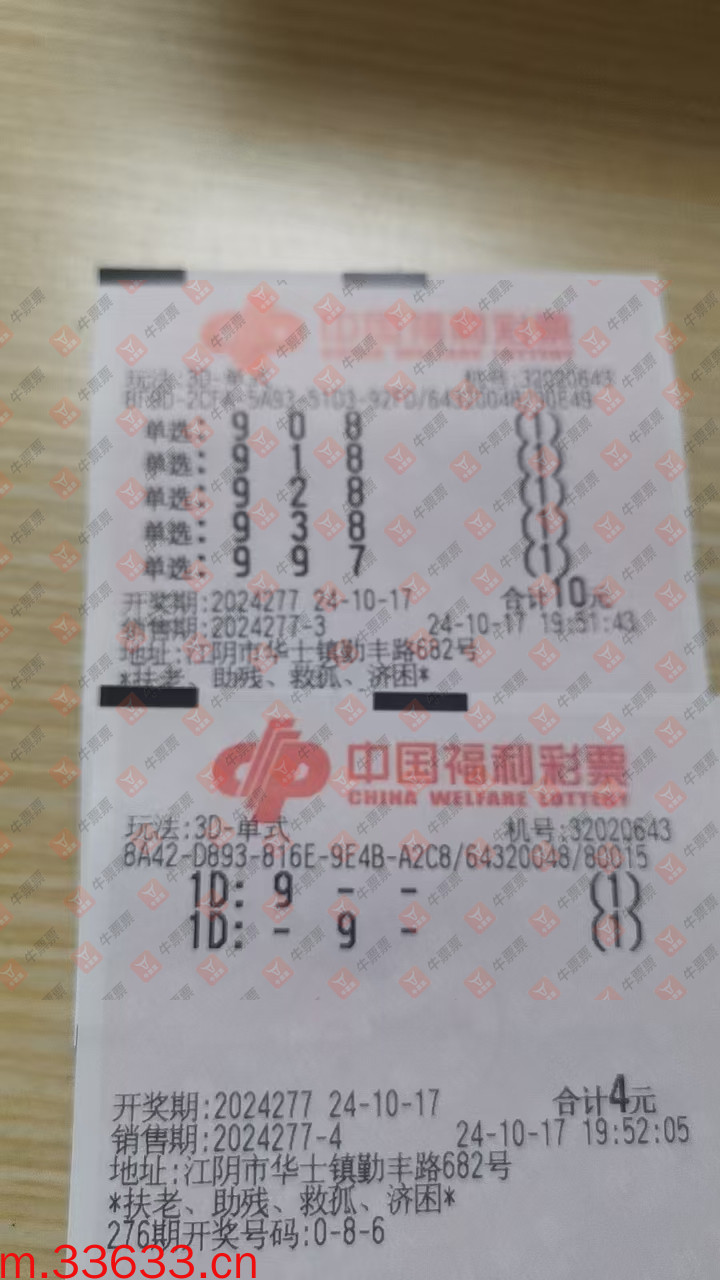 中国福利彩票
CHINA WELFARE LOTTERY
玩法:3D-单式 机号:32020643
单选: 9 0 8 (1)
单选: 9 1 8 (1)
单选: 9 2 8 (1)
单选: 9 3 8 (1)
单选: 9 9 7 (1)
开奖期:2024277 24-10-17 合计10元
销售期:2024277-3 24-10-17 19:51:43
地址:江阴市华士镇勤丰路682号
*扶老、助残、救孤、济困*
中国福利彩票
CHINA WELFARE LOTTERY
玩法:3D-单式 机号:32020643
8A42-D893-816E-9E4B-A2C8/64320048/80015
1D: 9 - - (1)
1D: - 9 - (1)
开奖期:2024277 24-10-17 合计4元
销售期:2024277-4 24-10-17 19:52:05
地址:江阴市华士镇勤丰路682号
*扶老、助残、救孤、济困*
276期开奖号码:0-8-6
m.33633.cn
牛票票